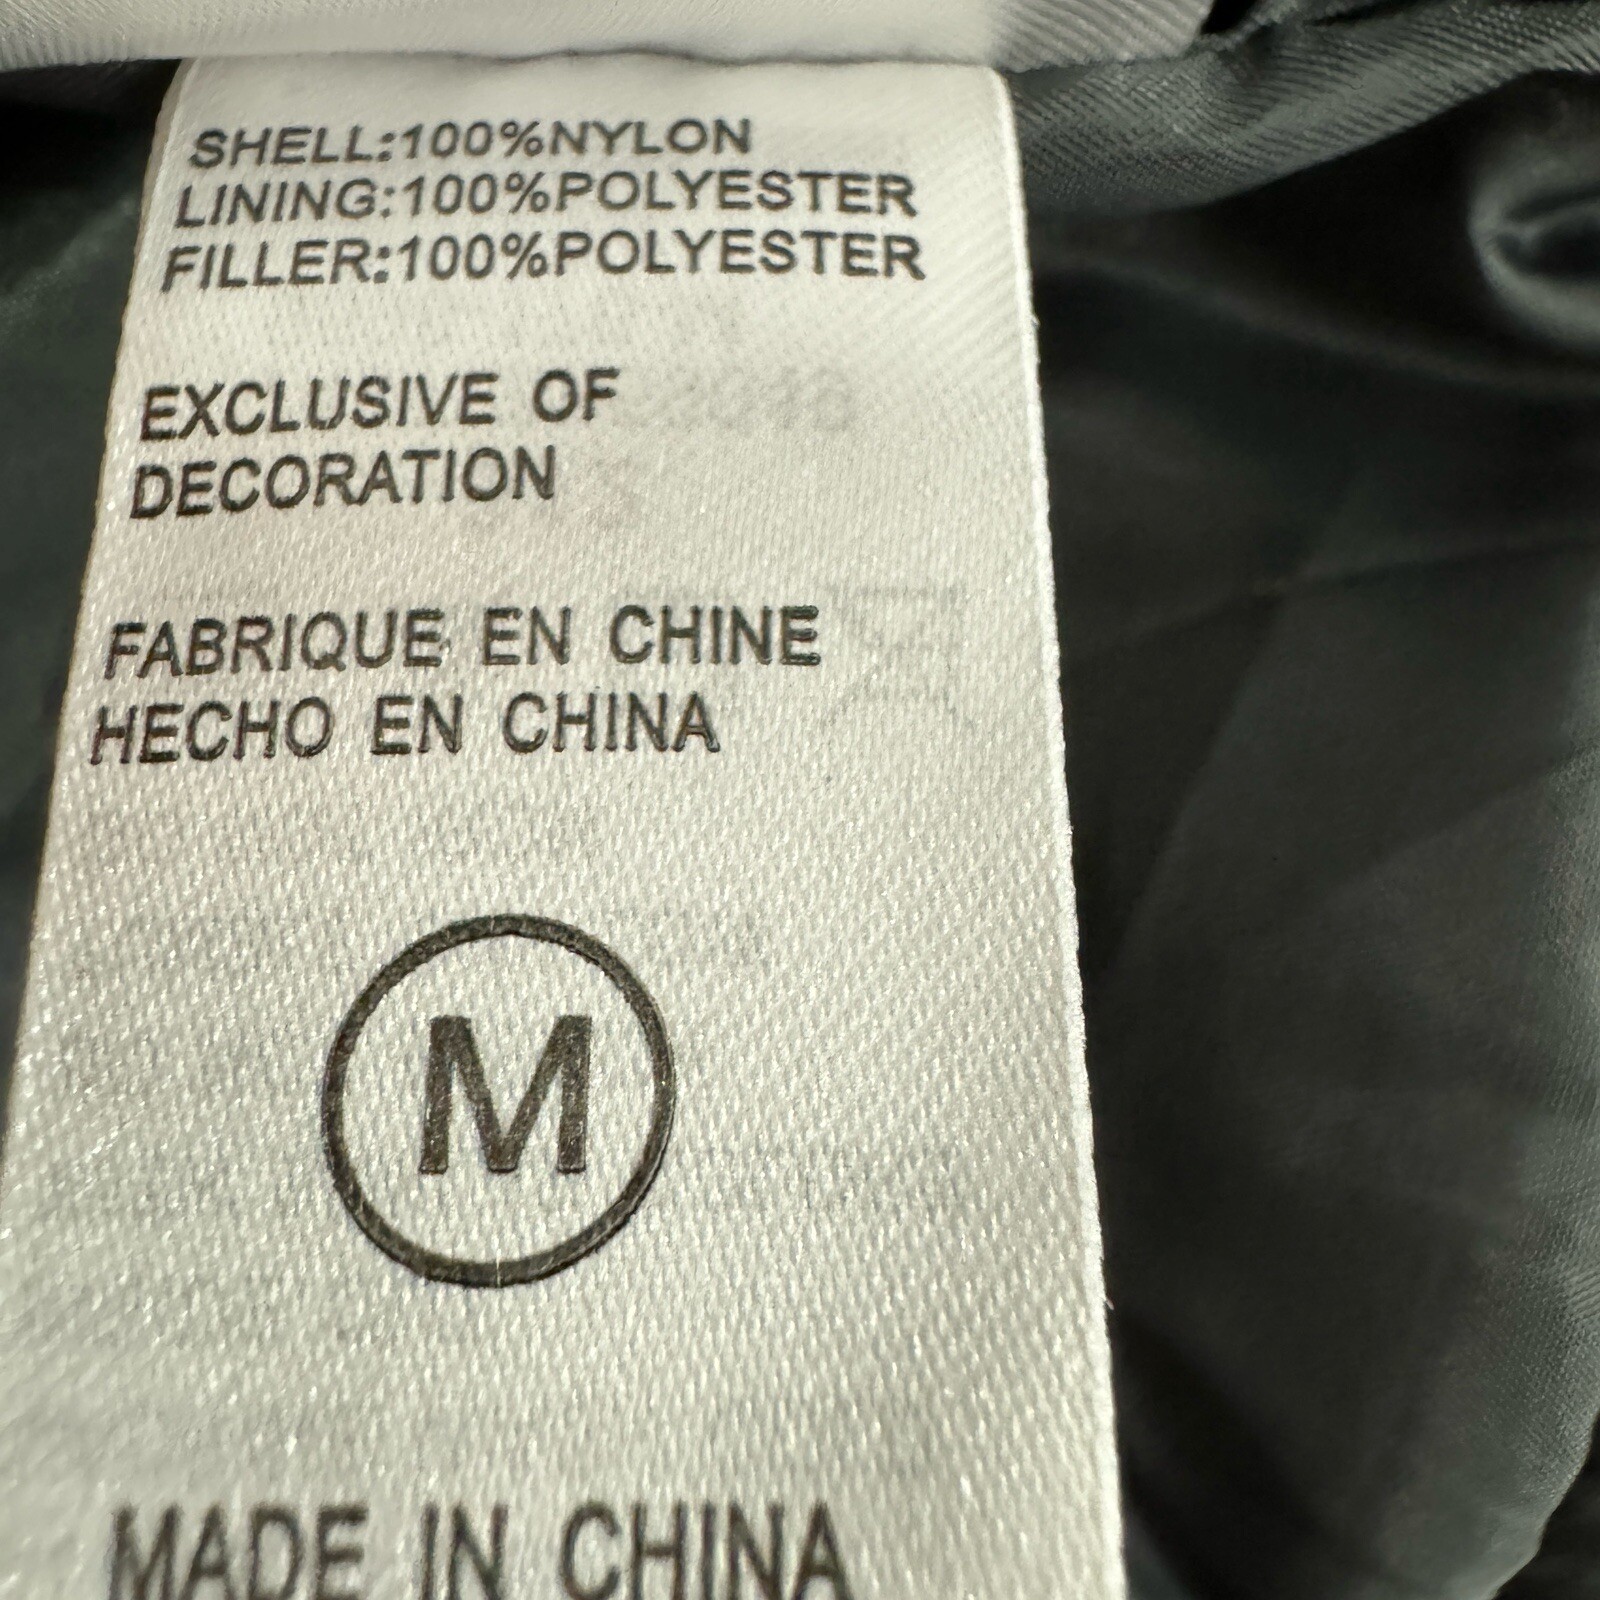 SHELL:100%NYLON
LINING:100%POLYESTER
FILLER:100%POLYESTER
EXCLUSIVE OF
DECORATION
FABRIQUE EN CHINE
HECHO EN CHINA
M
MADE IN CHINA